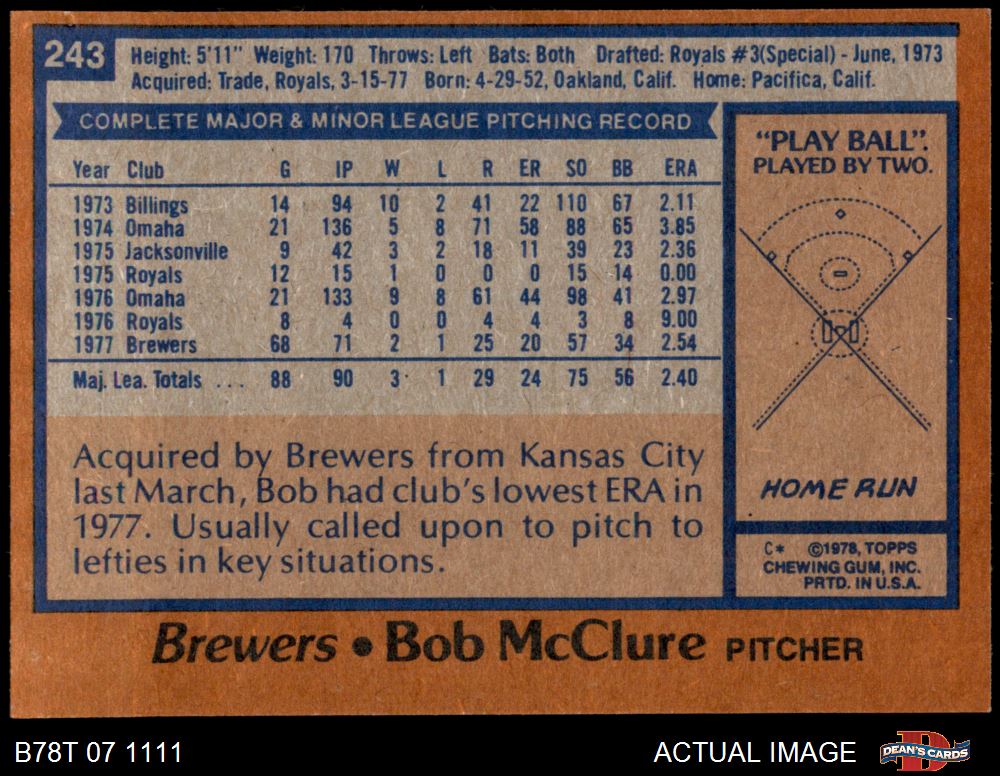 243
Height: 5'11" Weight: 170 Throws: Left Bats: Both Drafted: Royals #3(Special) - June, 1973
Acquired: Trade, Royals, 3-15-77 Born: 4-29-52, Oakland, Calif. Home: Pacifica, Calif.
COMPLETE MAJOR & MINOR LEAGUE PITCHING RECORD
Year Club G IP W L R ER SO BB ERA
1973 Billings 14 94 10 2 41 22 110 67 2.11
1974 Omaha 21 136 5 8 71 58 88 65 3.85
1975 Jacksonville 9 42 3 2 18 11 39 23 2.36
1975 Royals 12 15 1 0 0 0 15 14 0.00
1976 Omaha 21 133 9 8 61 44 98 41 2.97
1976 Royals 8 4 0 0 4 4 3 8 9.00
1977 Brewers 68 71 2 1 25 20 57 34 2.54
Maj. Lea. Totals ... 88 90 3 1 29 24 75 56 2.40
Acquired by Brewers from Kansas City
last March, Bob had club's lowest ERA in
1977. Usually called upon to pitch to
lefties in key situations.
"PLAY BALL".
PLAYED BY TWO.
HOME RUN
C* ©1978, TOPPS
CHEWING GUM, INC.
PRTD. IN U.S.A.
Brewers • Bob McClure PITCHER
B78T 07 1111
ACTUAL IMAGE
DEAN'S CARDS